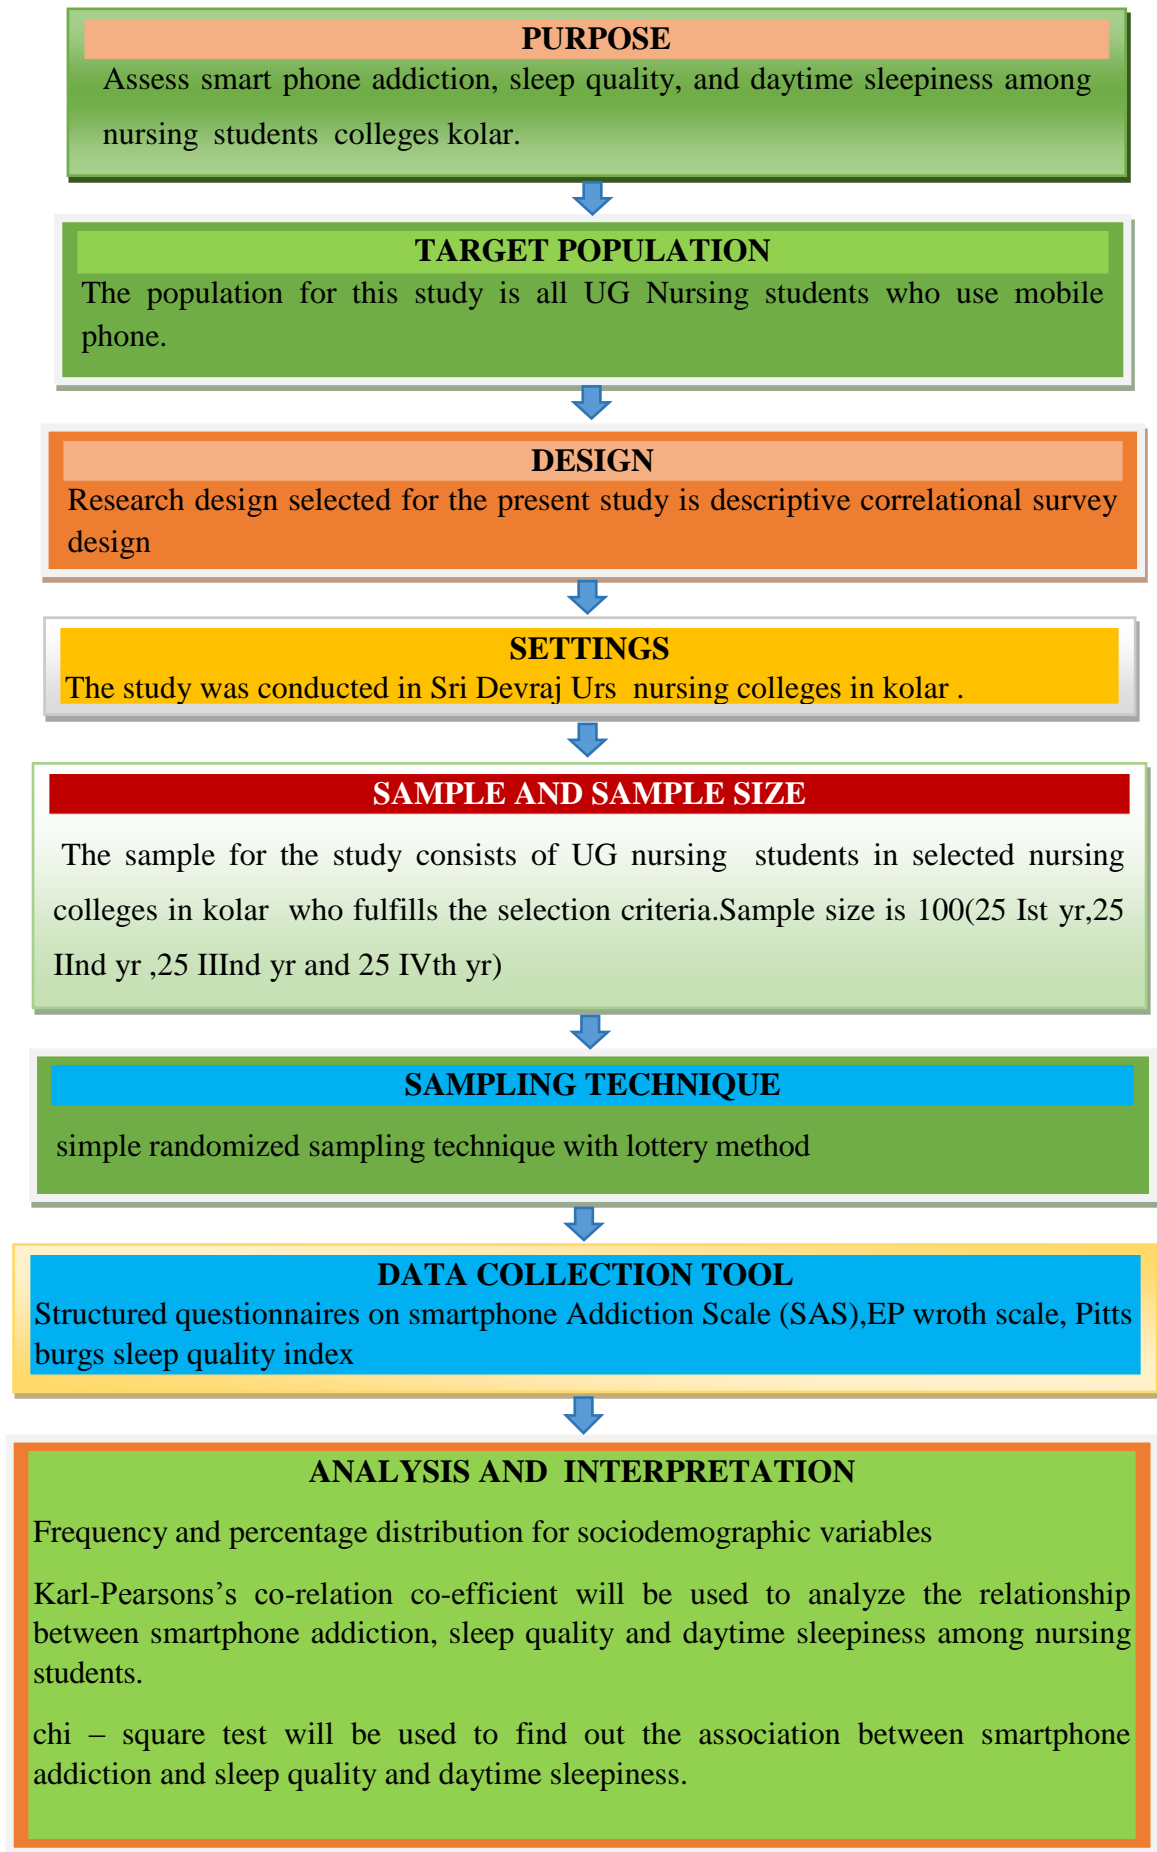 PURPOSE
Assess smart phone addiction, sleep quality, and daytime sleepiness among
nursing students colleges kolar.
TARGET POPULATION
The population for this study is all UG Nursing students who use mobile
phone.
DESIGN
Research design selected for the present study is descriptive correlational survey
design
SETTINGS
The study was conducted in Sri Devraj Urs nursing colleges in kolar .
SAMPLE AND SAMPLE SIZE
The sample for the study consists of UG nursing students in selected nursing
colleges in kolar who fulfills the selection criteria.Sample size is 100(25 Ist yr,25
IInd yr ,25 IIInd yr and 25 IVth yr)
SAMPLING TECHNIQUE
simple randomized sampling technique with lottery method
DATA COLLECTION TOOL
Structured questionnaires on smartphone Addiction Scale (SAS),EP wroth scale, Pitts
burgs sleep quality index
ANALYSIS AND INTERPRETATION
Frequency and percentage distribution for sociodemographic variables
Karl-Pearsons’s co-relation co-efficient will be used to analyze the relationship
between smartphone addiction, sleep quality and daytime sleepiness among nursing
students.
chi – square test will be used to find out the association between smartphone
addiction and sleep quality and daytime sleepiness.